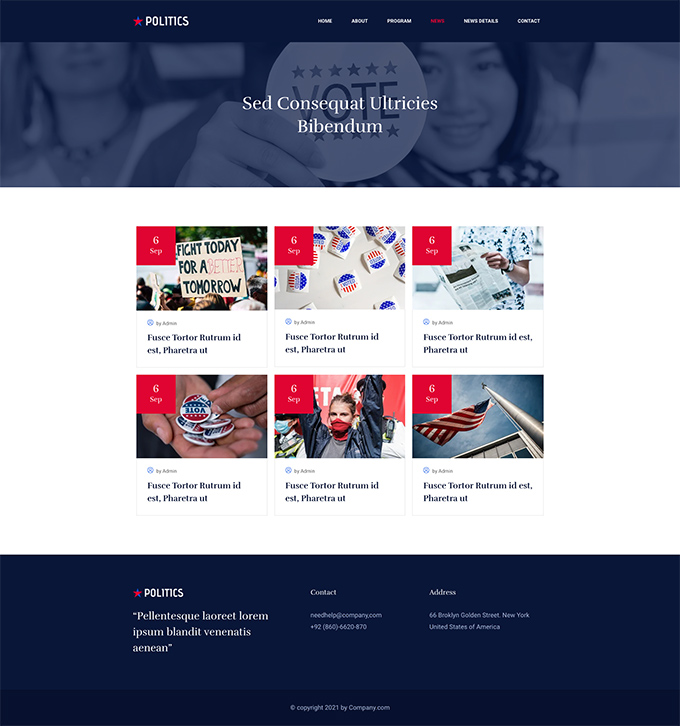 POLITICS
HOME ABOUT PROGRAM NEWS NEWS DETAILS CONTACT
VOTE
Sed Consequat Ultricies
Bibendum
6
Sep
FIGHT TODAY
FOR A BETTER
TOMORROW
6
Sep
6
Sep
by Admin
Fusce Tortor Rutrum id
est, Pharetra ut
by Admin
Fusce Tortor Rutrum id
est, Pharetra ut
by Admin
Fusce Tortor Rutrum id est,
Pharetra ut
6
Sep
VOTE
6
Sep
6
Sep
by Admin
Fusce Tortor Rutrum id
est, Pharetra ut
by Admin
Fusce Tortor Rutrum id
est, Pharetra ut
by Admin
Fusce Tortor Rutrum id est,
Pharetra ut
POLITICS
“Pellentesque laoreet lorem
ipsum blandit venenatis
aenean”
Contact
needhelp@company,com
+92 (860)-6620-870
Address
66 Broklyn Golden Street. New York
United States of America
© copyright 2021 by Company.com